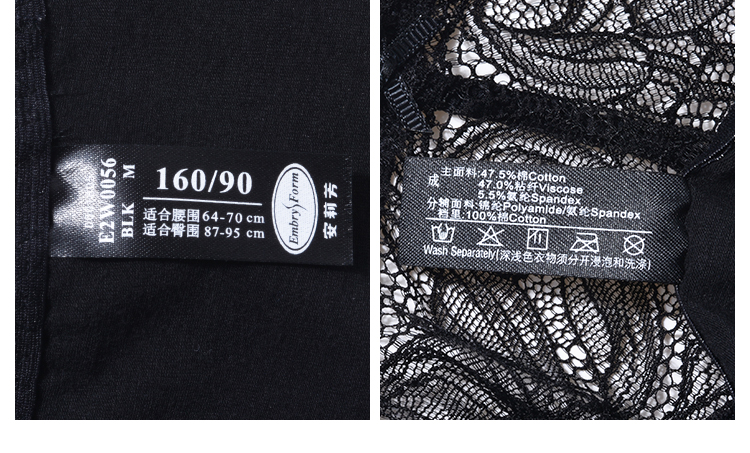 E2W0056
BLK M
160/90
适合腰围 64-70 cm
适合臀围 87-95 cm
Embry Form
安莉芳
成
主面料:47.5%棉Cotton
47.0%粘纤Viscose
5.5%氨纶Spandex
分辅面料:锦纶Polyamide/氨纶Spandex
裆里:100%棉Cotton
Wash Separately(深浅色衣物须分开浸泡和洗涤)